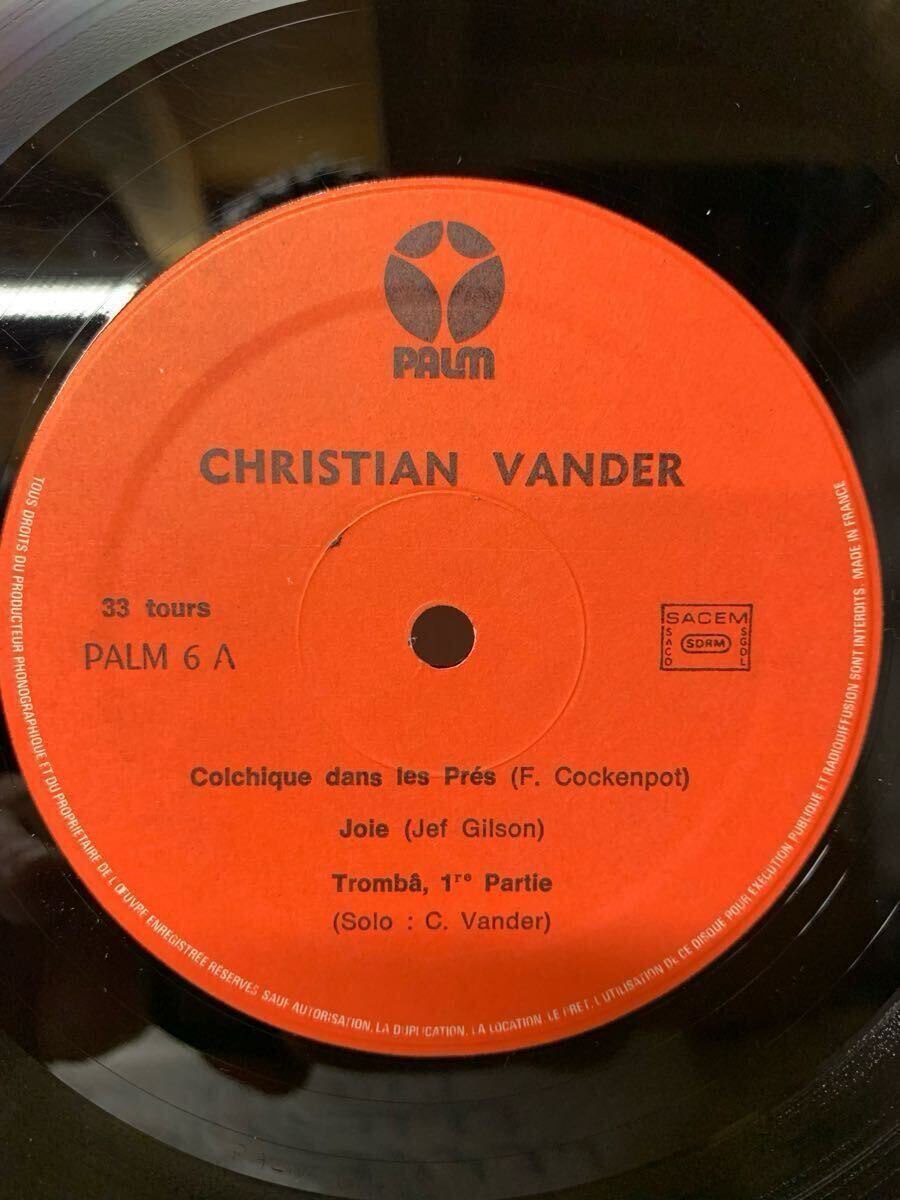 PALM
CHRISTIAN VANDER
33 tours
PALM 6 A
SACEM
SACD
SDRM
SGDL
Colchique dans les Prés (F. Cockenpot)
Joie (Jef Gilson)
Trombâ, 1re Partie
(Solo : C. Vander)
TOUS DROITS DU PRODUCTEUR PHONOGRAPHIQUE ET DU PROPRIETAIRE DE L'ŒUVRE ENREGISTREE RESERVES SAUF AUTORISATION, LA DUPLICATION, LA LOCATION, LE PRET, L'UTILISATION DE CE DISQUE POUR EXECUTION PUBLIQUE ET RADIODIFFUSION SONT INTERDITS. MADE IN FRANCE